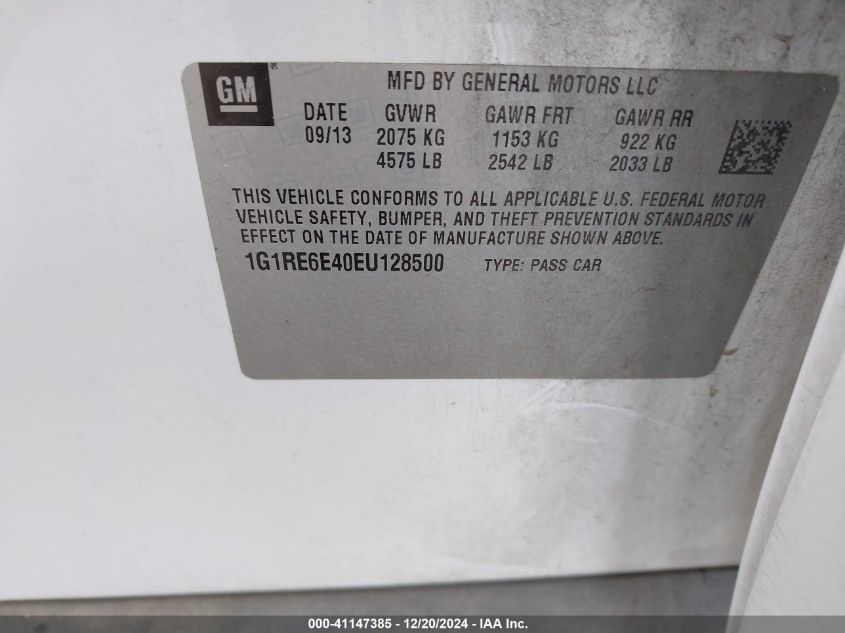 GM
MFD BY GENERAL MOTORS LLC
DATE GVWR GAWR FRT GAWR RR
09/13 2075 KG 1153 KG 922 KG
4575 LB 2542 LB 2033 LB
THIS VEHICLE CONFORMS TO ALL APPLICABLE U.S. FEDERAL MOTOR
VEHICLE SAFETY, BUMPER, AND THEFT PREVENTION STANDARDS IN
EFFECT ON THE DATE OF MANUFACTURE SHOWN ABOVE.
1G1RE6E40EU128500 TYPE: PASS CAR
000-41147385 - 12/20/2024 - IAA Inc.